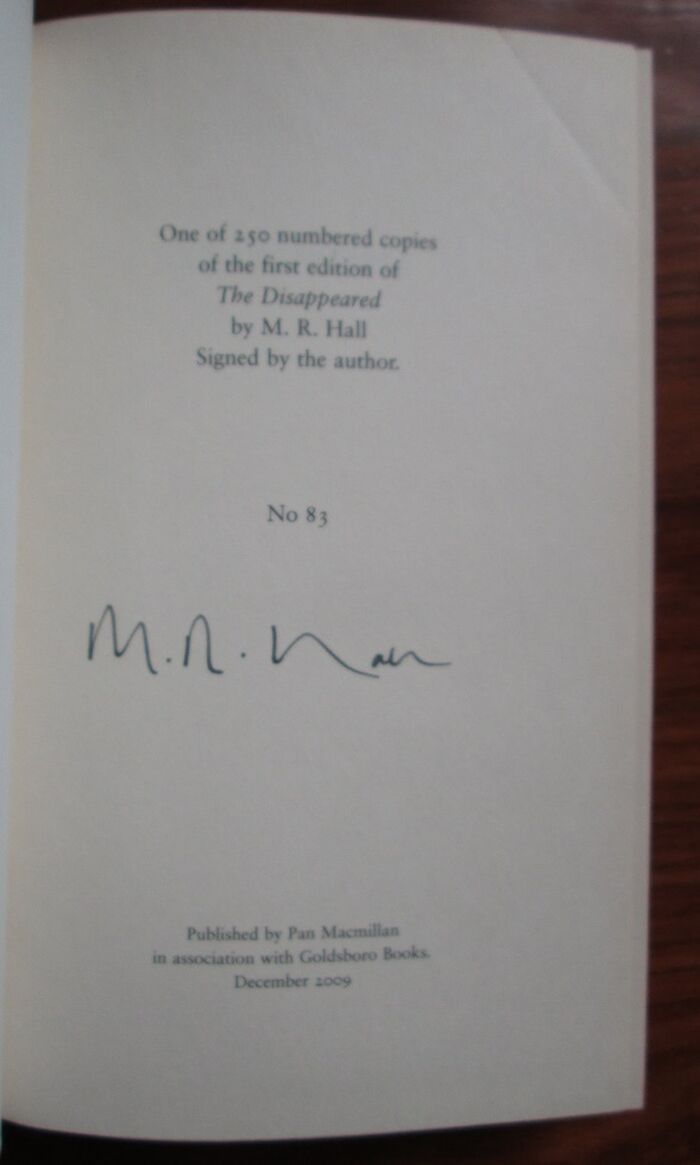 One of 250 numbered copies
of the first edition of
The Disappeared
by M. R. Hall
Signed by the author.
No 83
M. R. Hall
Published by Pan Macmillan
in association with Goldsboro Books.
December 2009